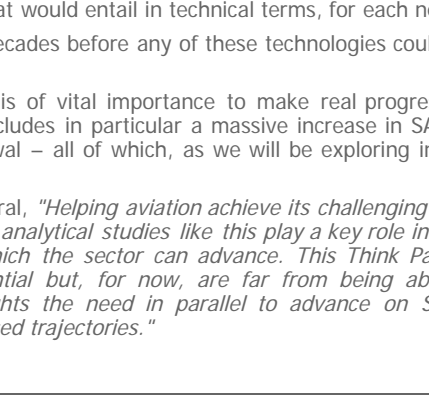 at would entail in technical terms, for each n
ecades before any of these technologies cou
is of vital importance to make real progre
cludes in particular a massive increase in SA
val – all of which, as we will be exploring i
ral, "Helping aviation achieve its challenging
analytical studies like this play a key role in
hich the sector can advance. This Think Pa
ntial but, for now, are far from being ab
ghts the need in parallel to advance on S
ed trajectories."